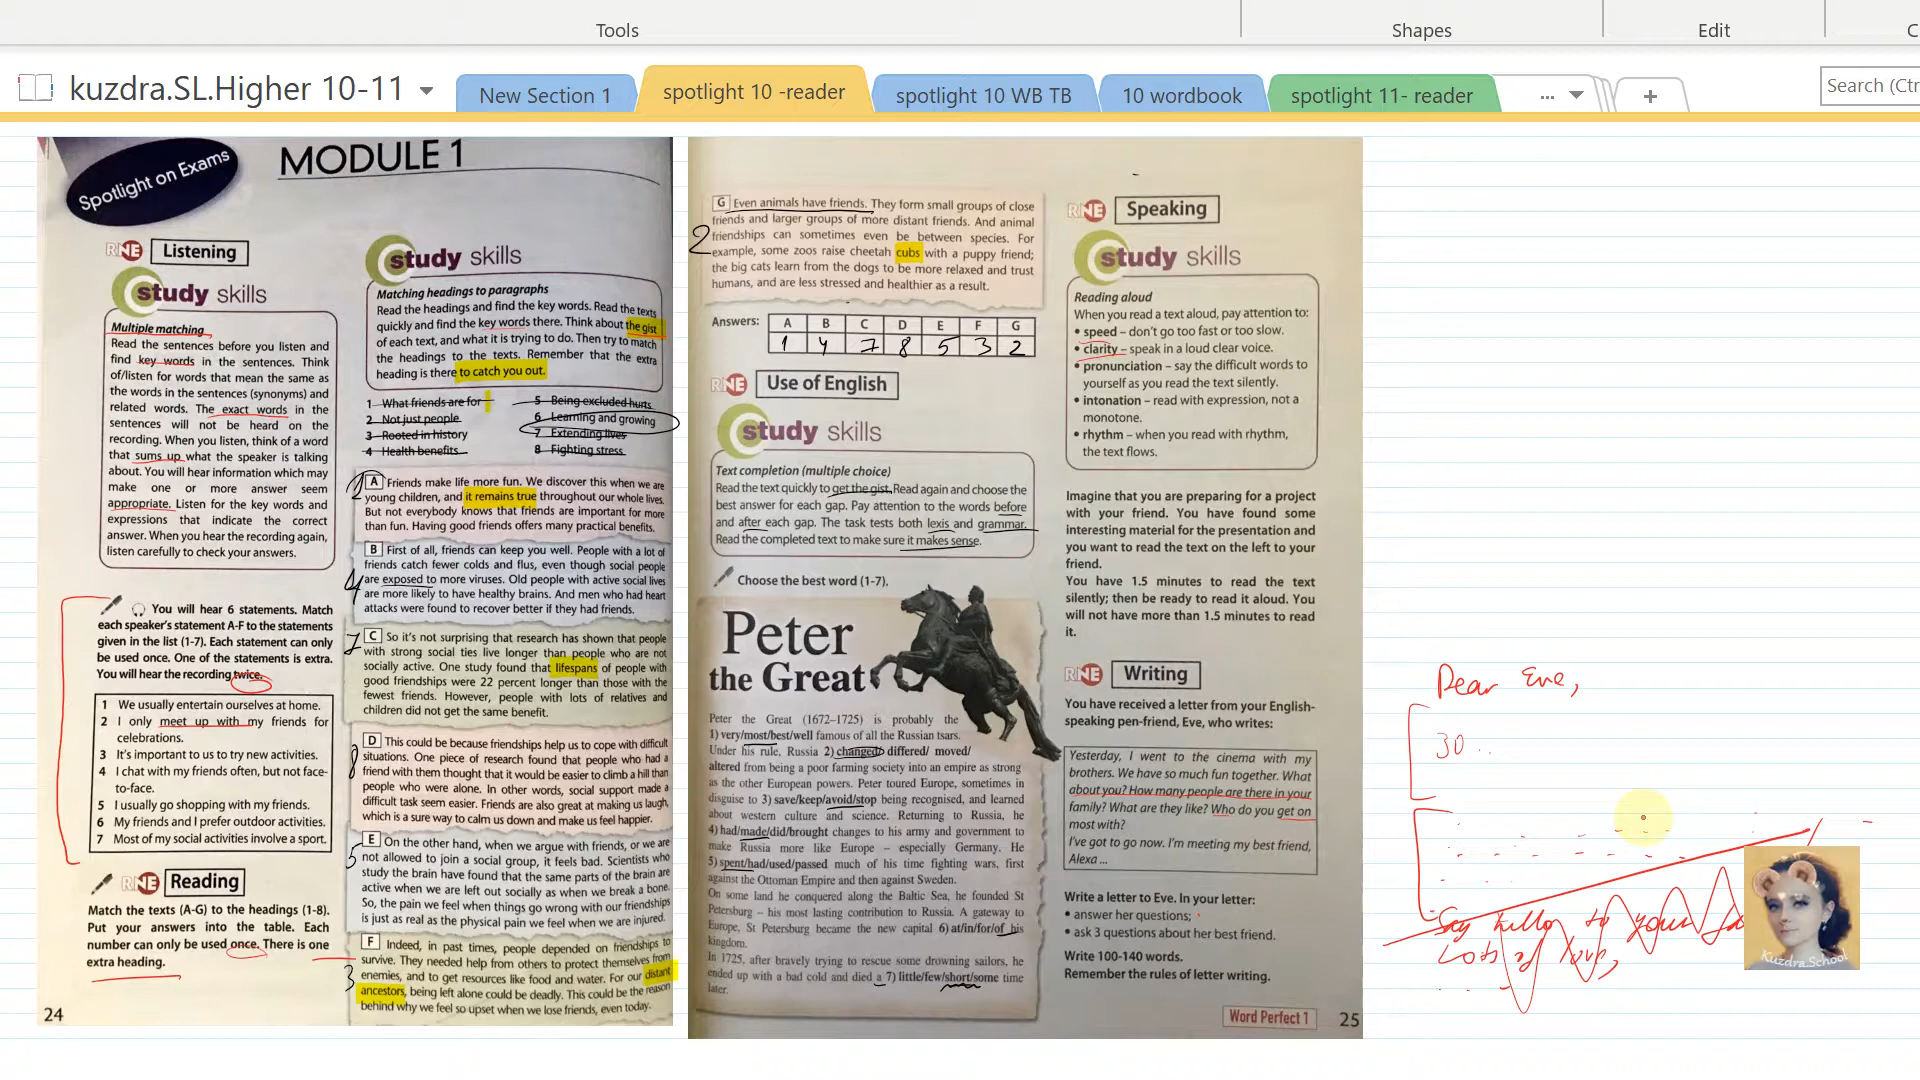 Tools
Shapes
Edit
kuzdra.SL.Higher 10-11
New Section 1
spotlight 10 -reader
spotlight 10 WB TB
10 wordbook
spotlight 11- reader
...
+
Search (Ctr
Spotlight on Exams
MODULE 1
RNE Listening
study skills
Multiple matching
Read the sentences before you listen and
find key words in the sentences. Think
of/listen for words that mean the same as
the words in the sentences (synonyms) and
related words. The exact words in the
sentences will not be heard on the
recording. When you listen, think of a word
that sums up what the speaker is talking
about. You will hear information which may
make one or more answer seem
appropriate. Listen for the key words and
expressions that indicate the correct
answer. When you hear the recording again,
listen carefully to check your answers.
You will hear 6 statements. Match
each speaker's statement A-F to the statements
given in the list (1-7). Each statement can only
be used once. One of the statements is extra.
You will hear the recording twice.
1 We usually entertain ourselves at home.
2 I only meet up with my friends for
celebrations.
3 It's important to us to try new activities.
4 I chat with my friends often, but not face-
to-face.
5 I usually go shopping with my friends.
6 My friends and I prefer outdoor activities.
7 Most of my social activities involve a sport.
RNE Reading
Match the texts (A-G) to the headings (1-8).
Put your answers into the table. Each
number can only be used once. There is one
extra heading.
24
study skills
Matching headings to paragraphs
Read the headings and find the key words. Read the texts
quickly and find the key words there. Think about the gist
of each text, and what it is trying to do. Then try to match
the headings to the texts. Remember that the extra
heading is there to catch you out.
1 What friends are for
2 Not just people
3 Rooted in history
4 Health benefits
5 Being excluded hurts
6 Learning and growing
7 Extending lives
8 Fighting stress
1
A Friends make life more fun. We discover this when we are
young children, and it remains true throughout our whole lives.
But not everybody knows that friends are important for more
than fun. Having good friends offers many practical benefits.
4
B First of all, friends can keep you well. People with a lot of
friends catch fewer colds and flus, even though social people
are exposed to more viruses. Old people with active social lives
are more likely to have healthy brains. And men who had heart
attacks were found to recover better if they had friends.
7
C So it's not surprising that research has shown that people
with strong social ties live longer than people who are not
socially active. One study found that lifespans of people with
good friendships were 22 percent longer than those with the
fewest friends. However, people with lots of relatives and
children did not get the same benefit.
8
D This could be because friendships help us to cope with difficult
situations. One piece of research found that people who had a
friend with them thought that it would be easier to climb a hill than
people who were alone. In other words, social support made a
difficult task seem easier. Friends are also great at making us laugh,
which is a sure way to calm us down and make us feel happier.
5
E On the other hand, when we argue with friends, or we are
not allowed to join a social group, it feels bad. Scientists who
study the brain have found that the same parts of the brain are
active when we are left out socially as when we break a bone.
So, the pain we feel when things go wrong with our friendships
is just as real as the physical pain we feel when we are injured.
3
F Indeed, in past times, people depended on friendships to
survive. They needed help from others to protect themselves from
enemies, and to get resources like food and water. For our distant
ancestors, being left alone could be deadly. This could be the reason
behind why we feel so upset when we lose friends, even today.
2
G Even animals have friends. They form small groups of close
friends and larger groups of more distant friends. And animal
friendships can sometimes even be between species. For
example, some zoos raise cheetah cubs with a puppy friend;
the big cats learn from the dogs to be more relaxed and trust
humans, and are less stressed and healthier as a result.
Answers:
A B C D E F G
1 4 7 8 5 3 2
RNE Use of English
study skills
Text completion (multiple choice)
Read the text quickly to get the gist. Read again and choose the
best answer for each gap. Pay attention to the words before
and after each gap. The task tests both lexis and grammar.
Read the completed text to make sure it makes sense.
Choose the best word (1-7).
Peter
the Great
Peter the Great (1672-1725) is probably the
1) very/most/best/well famous of all the Russian tsars.
Under his rule, Russia 2) changed/ differed/ moved/
altered from being a poor farming society into an empire as strong
as the other European powers. Peter toured Europe, sometimes in
disguise to 3) save/keep/avoid/stop being recognised, and learned
about western culture and science. Returning to Russia, he
4) had/made/did/brought changes to his army and government to
make Russia more like Europe – especially Germany. He
5) spent/had/used/passed much of his time fighting wars, first
against the Ottoman Empire and then against Sweden.
On some land he conquered along the Baltic Sea, he founded St
Petersburg – his most lasting contribution to Russia. A gateway to
Europe, St Petersburg became the new capital 6) at/in/for/of his
kingdom.
In 1725, after bravely trying to rescue some drowning sailors, he
ended up with a bad cold and died a 7) little/few/short/some time
later.
RNE Speaking
study skills
Reading aloud
When you read a text aloud, pay attention to:
• speed – don't go too fast or too slow.
• clarity – speak in a loud clear voice.
• pronunciation – say the difficult words to
yourself as you read the text silently.
• intonation – read with expression, not a
monotone.
• rhythm – when you read with rhythm,
the text flows.
Imagine that you are preparing for a project
with your friend. You have found some
interesting material for the presentation and
you want to read the text on the left to your
friend.
You have 1.5 minutes to read the text
silently; then be ready to read it aloud. You
will not have more than 1.5 minutes to read
it.
RNE Writing
You have received a letter from your English-
speaking pen-friend, Eve, who writes:
Yesterday, I went to the cinema with my
brothers. We have so much fun together. What
about you? How many people are there in your
family? What are they like? Who do you get on
most with?
I've got to go now. I'm meeting my best friend,
Alexa ...
Write a letter to Eve. In your letter:
• answer her questions;
• ask 3 questions about her best friend.
Write 100-140 words.
Remember the rules of letter writing.
Word Perfect 1
25
Dear Eve,
30 ..
Say hello to your
Lots of love,
Kuzdra_School